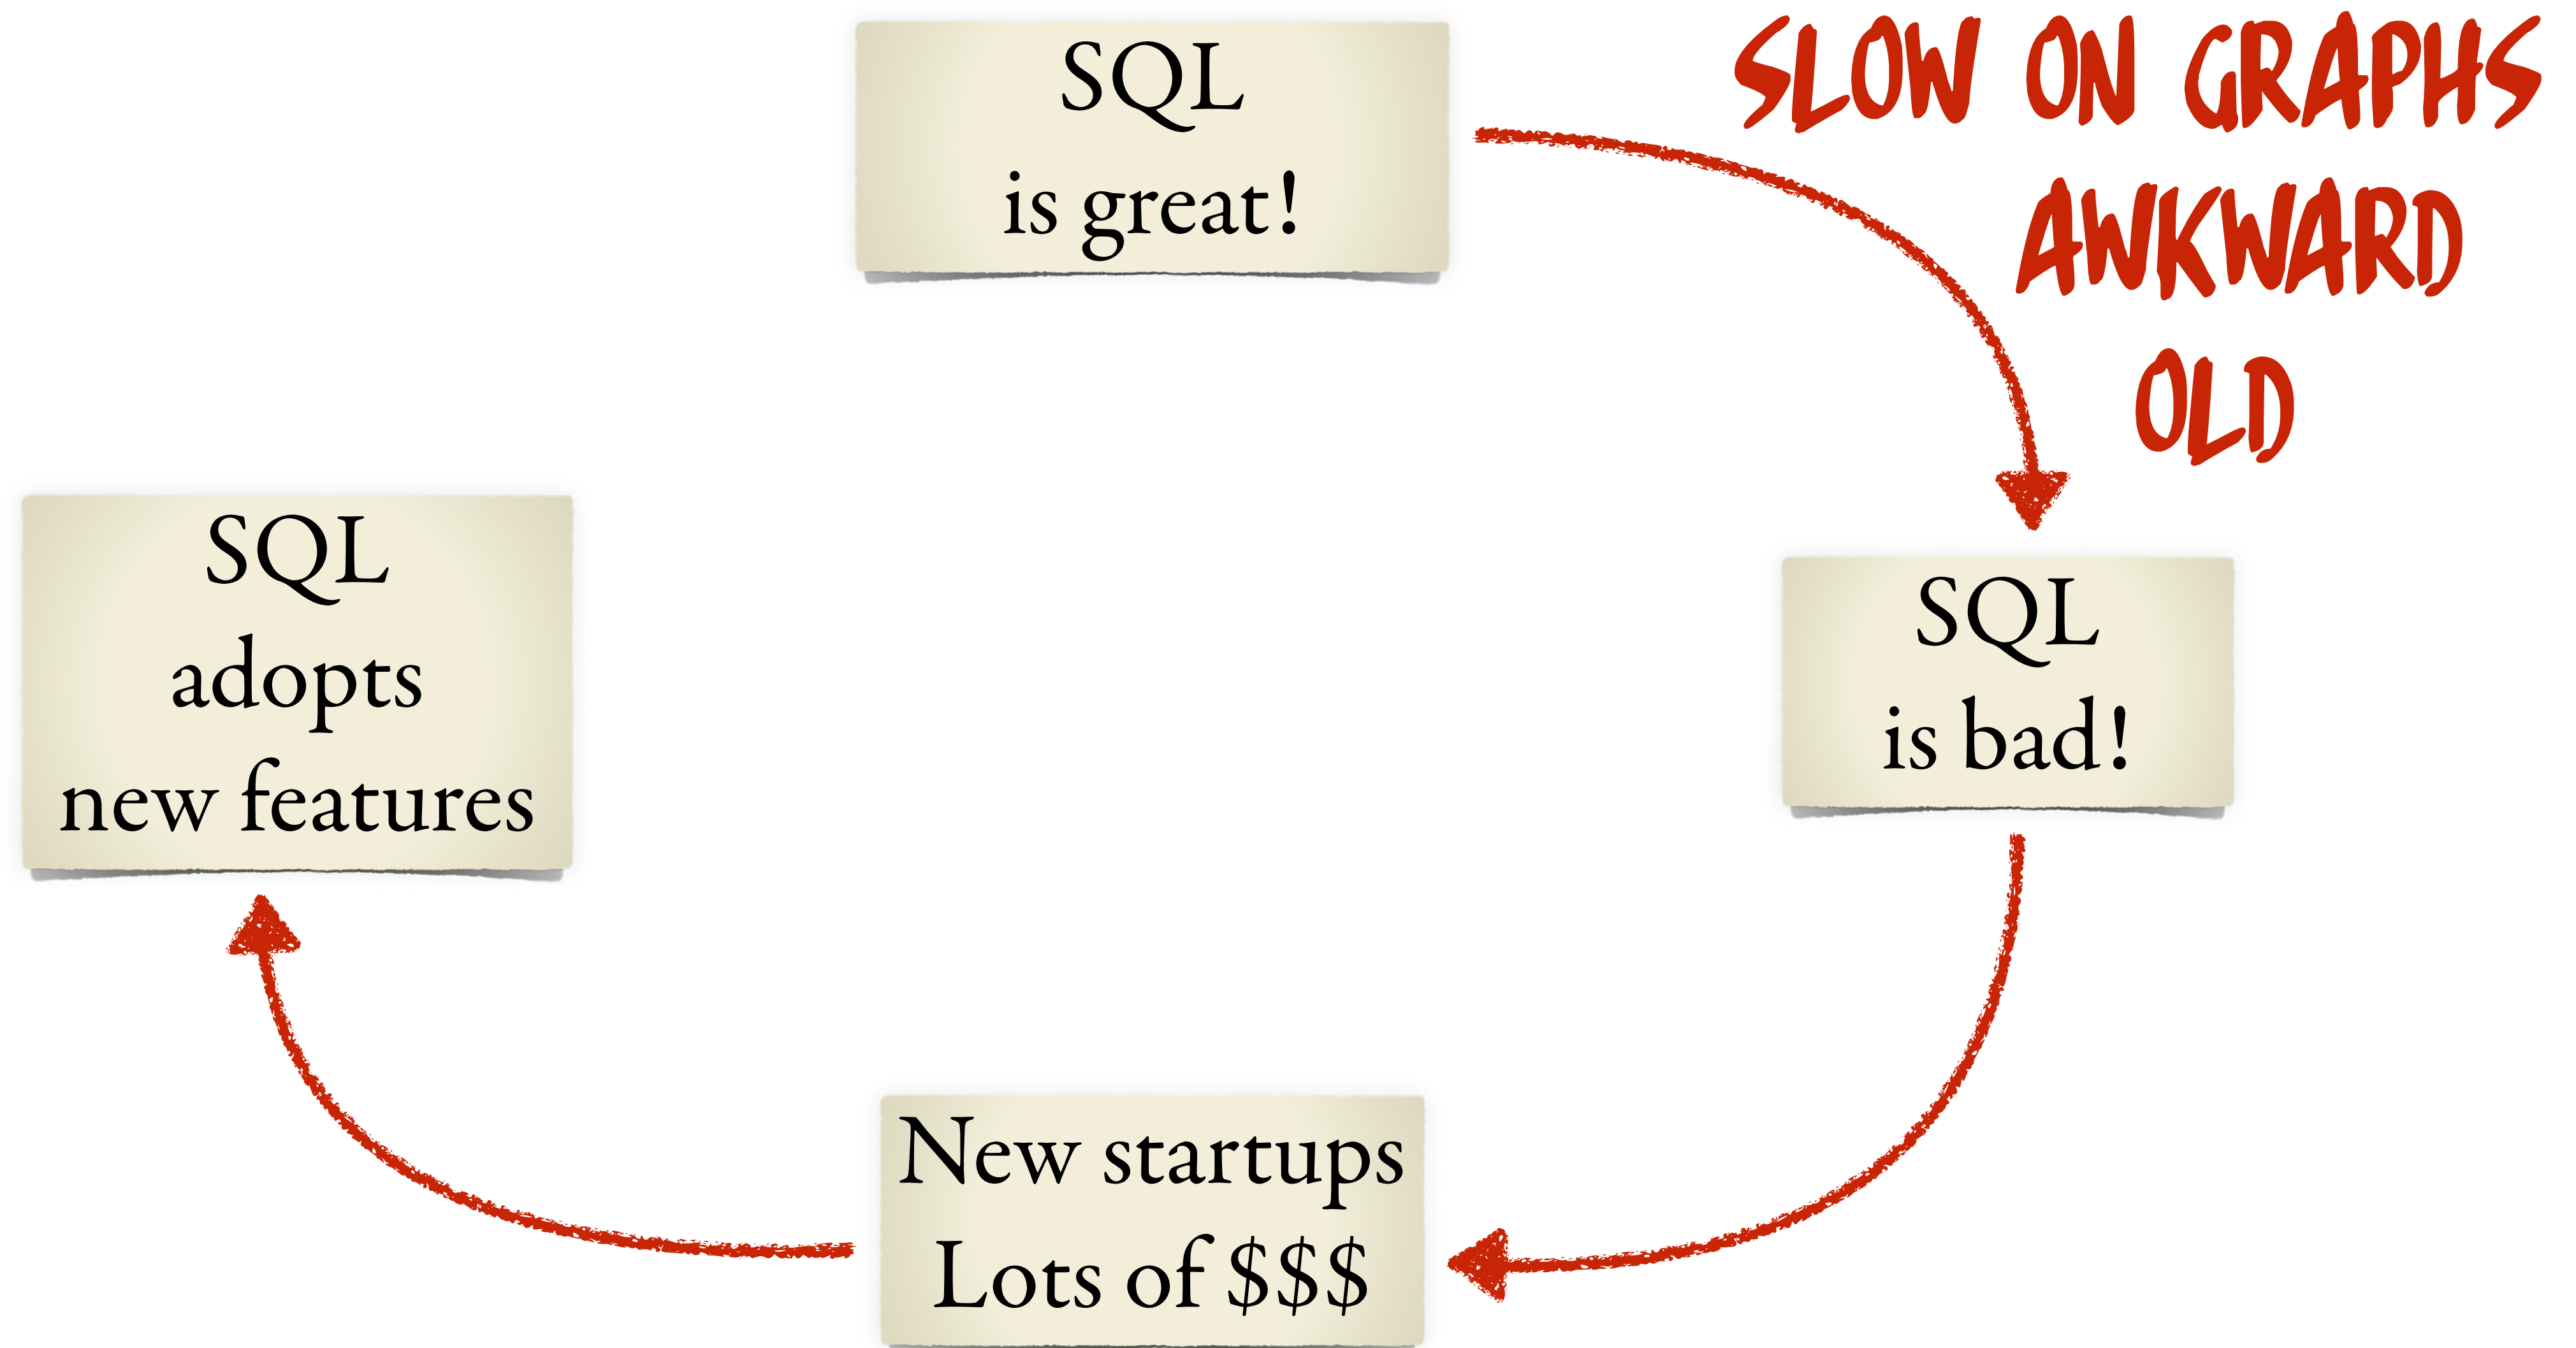 SQL
is great!
SLOW ON GRAPHS
AWKWARD
OLD
SQL
adopts
new features
SQL
is bad!
New startups
Lots of $$$